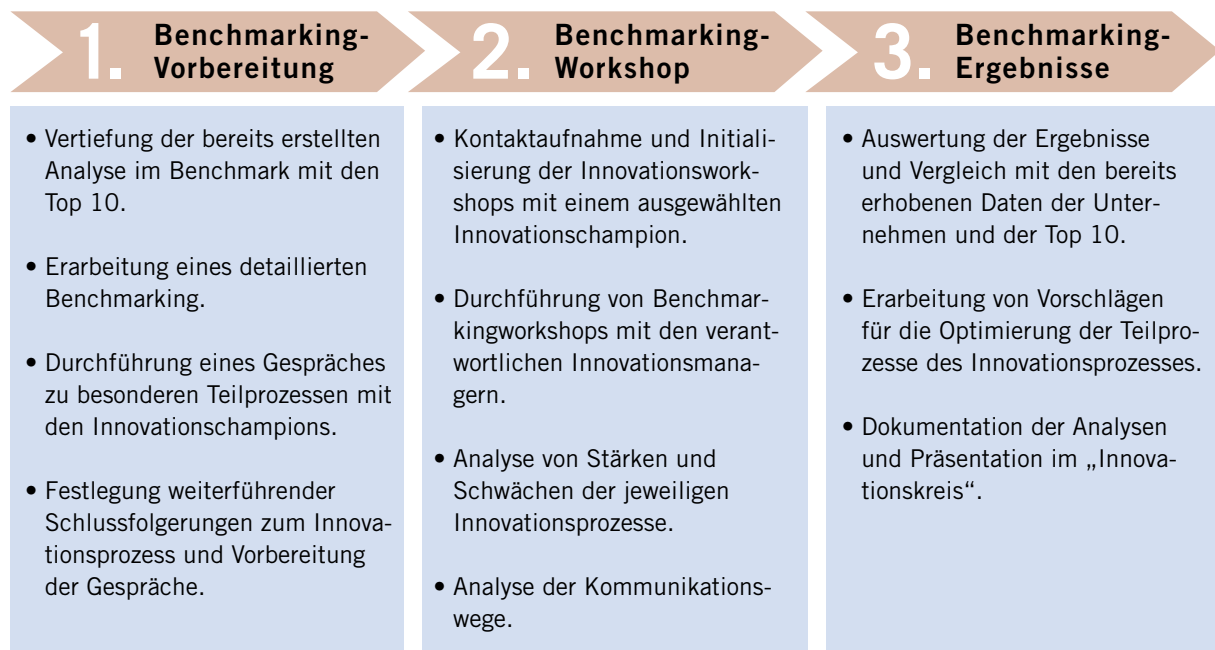 1. Benchmarking-
Vorbereitung
• Vertiefung der bereits erstellten
Analyse im Benchmark mit den
Top 10.
• Erarbeitung eines detaillierten
Benchmarking.
• Durchführung eines Gespräches
zu besonderen Teilprozessen mit
den Innovationschampions.
• Festlegung weiterführender
Schlussfolgerungen zum Innova-
tionsprozess und Vorbereitung
der Gespräche.
2. Benchmarking-
Workshop
• Kontaktaufnahme und Initiali-
sierung der Innovationswork-
shops mit einem ausgewählten
Innovationschampion.
• Durchführung von Benchmar-
kingworkshops mit den verant-
wortlichen Innovationsmana-
gern.
• Analyse von Stärken und
Schwächen der jeweiligen
Innovationsprozesse.
• Analyse der Kommunikations-
wege.
3. Benchmarking-
Ergebnisse
• Auswertung der Ergebnisse
und Vergleich mit den bereits
erhobenen Daten der Unter-
nehmen und der Top 10.
• Erarbeitung von Vorschlägen
für die Optimierung der Teilpro-
zesse des Innovationsprozesses.
• Dokumentation der Analysen
und Präsentation im „Innova-
tionskreis“.